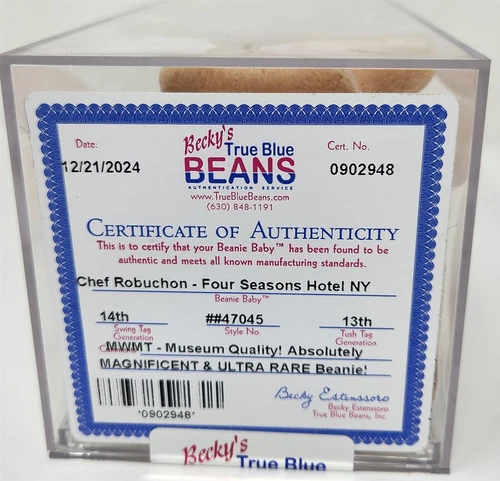 Becky's
True Blue
BEANS
AUTHENTICATION SERVICE
www.TrueBlueBeans.com
(630) 848-1191
Date:
12/21/2024
Cert. No.
0902948
CERTIFICATE OF AUTHENTICITY
This is to certify that your Beanie Baby™ has been found to be
authentic and meets all known manufacturing standards.
Chef Robuchon - Four Seasons Hotel NY
Beanie Baby™
14th ##47045 13th
Swing Tag Style No. Tush Tag
Generation Generation
MWMT - Museum Quality! Absolutely
MAGNIFICENT & ULTRA RARE Beanie!
*0902948*
Becky Estenssoro
Becky Estenssoro
True Blue Beans, Inc.
Becky's
True Blue